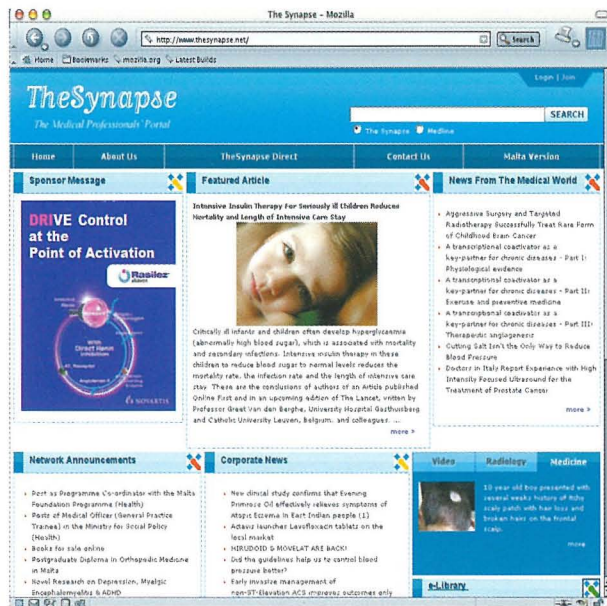 The Synapse - Mozilla
http://www.thesynapse.net/
Search
Home Bookmarks mozilla.org Latest Builds
Login | Join
TheSynapse
The Medical Professionals' Portal
SEARCH
The Synapse Medline
Home About Us TheSynapse Direct Contact Us Malta Version
Sponsor Message
DRIVE Control
at the
Point of Activation
Rasilez
With
Direct Renin
Inhibition
NOVARTIS
Featured Article
Intensive Insulin Therapy For Seriously ill Children Reduces
Mortality and Length of Intensive Care Stay
Critically ill infants and children often develop hyperglycaemia
(abnormally high blood sugar), which is associated with mortality
and secondary infections. Intensive insulin therapy in these
children to reduce blood sugar to normal levels reduces the
mortality rate, the infection rate and the length of intensive care
stay. These are the conclusions of authors of an Article published
Online First and in an upcoming edition of The Lancet, written by
Professor Greet Van den Berghe, University Hospital Gasthuisberg
and Catholic University Leuven, Belgium, and colleagues. ...
more >
News From The Medical World
Aggressive Surgery and Targeted
Radiotherapy Successfully Treat Rare Form
of Childhood Brain Cancer
A transcriptional coactivator as a
key-partner for chronic diseases - Part I:
Physiological evidence
A transcriptional coactivator as a
key-partner for chronic diseases - Part II:
Exercise and preventive medicine
A transcriptional coactivator as a
key-partner for chronic diseases - Part III:
Therapeutic angiogenesis
Cutting Salt Isn't the Only Way to Reduce
Blood Pressure
Doctors in Italy Report Experience with High
Intensity Focused Ultrasound for the
Treatment of Prostate Cancer
more >
Network Announcements
Post as Programme Co-ordinator with the Malta
Foundation Programme (Health)
Posts of Medical Officer (General Practice
Trainee) in the Ministry for Social Policy
(Health)
Books for sale online
Postgraduate Diploma in Orthopedic Medicine
in Malta
Novel Research on Depression, Myalgic
Encephalomyelitis & ADHD
Corporate News
New clinical study confirms that Evening
Primrose Oil effectively relieves symptoms of
Atopic Eczema in East Indian people (1)
Actavis launches Levofloxacin tablets on the
local market
HIRUDOID & MOVELAT ARE BACK!
Did the guidelines help us to control blood
pressure better?
Early invasive management of
non-ST-Elevation ACS improves outcomes only
Video Radiology Medicine
10 year old boy presented with
several weeks history of itchy
scaly patch with hair loss and
broken hairs on the frontal
scalp.
more
e-Library